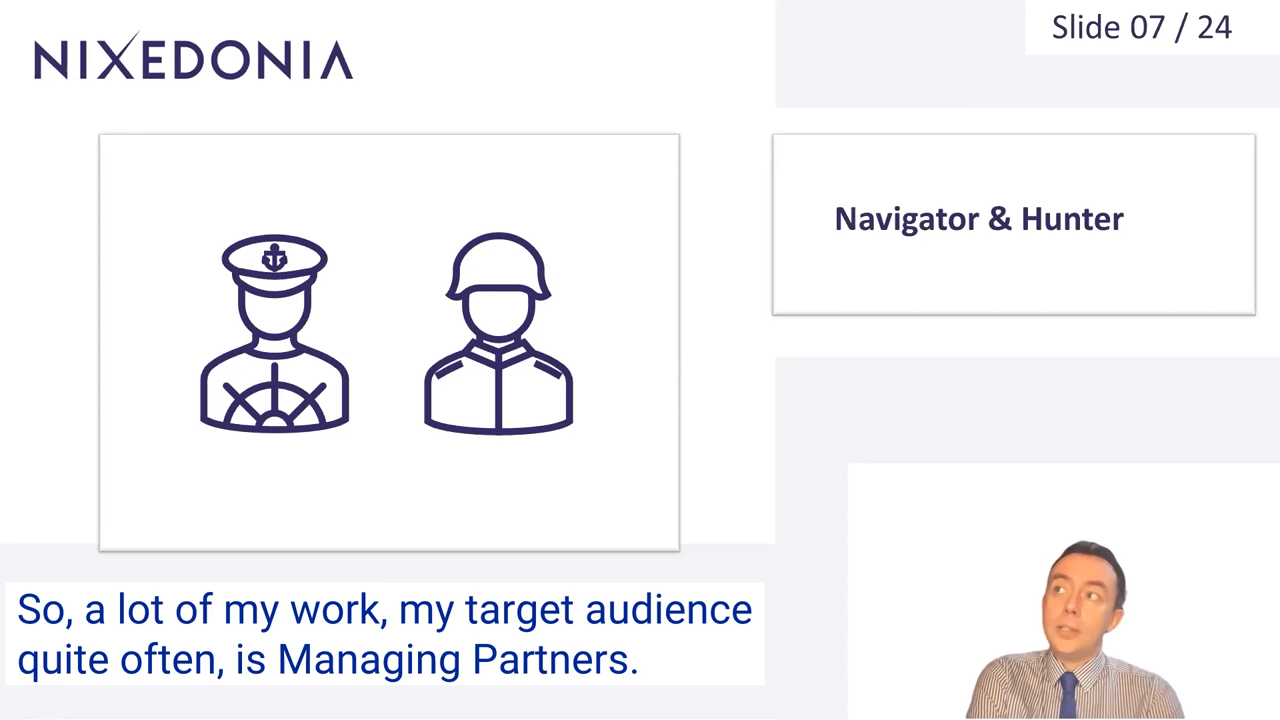 NIXEDONIA
Slide 07 / 24
Navigator & Hunter
So, a lot of my work, my target audience
quite often, is Managing Partners.